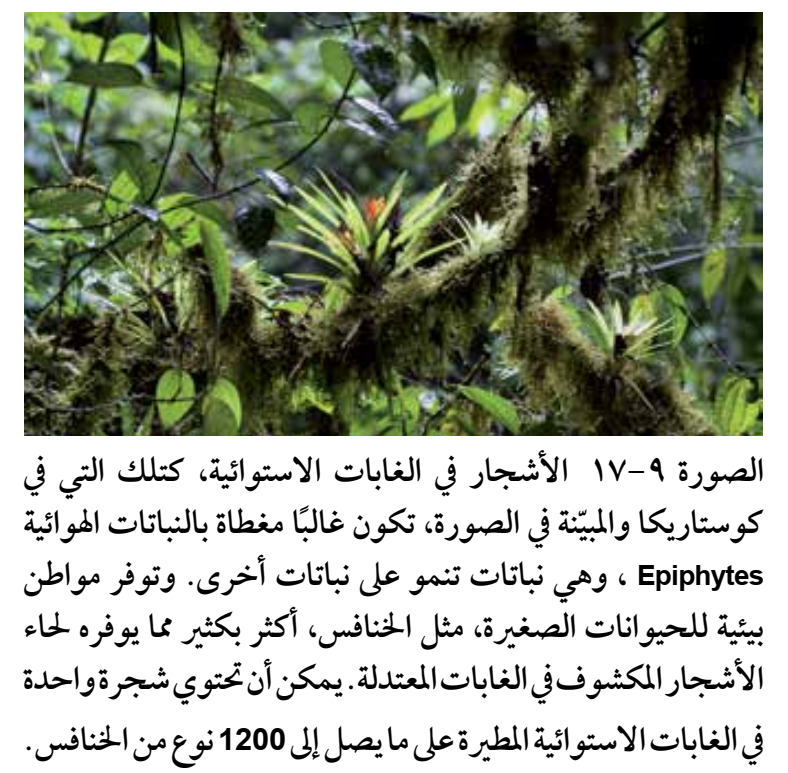 الصورة ٩-١٧ الأشجار في الغابات الاستوائية، كتلك التي في
كوستاريكا والمبيّنة في الصورة، تكون غالبًا مغطاة بالنباتات الهوائية
Epiphytes ، وهي نباتات تنمو على نباتات أخرى. وتوفر مواطن
بيئية للحيوانات الصغيرة، مثل الخنافس، أكثر بكثير مما يوفره لحاء
الأشجار المكشوف في الغابات المعتدلة. يمكن أن تحتوي شجرة واحدة
في الغابات الاستوائية المطيرة على ما يصل إلى 1200 نوع من الخنافس.